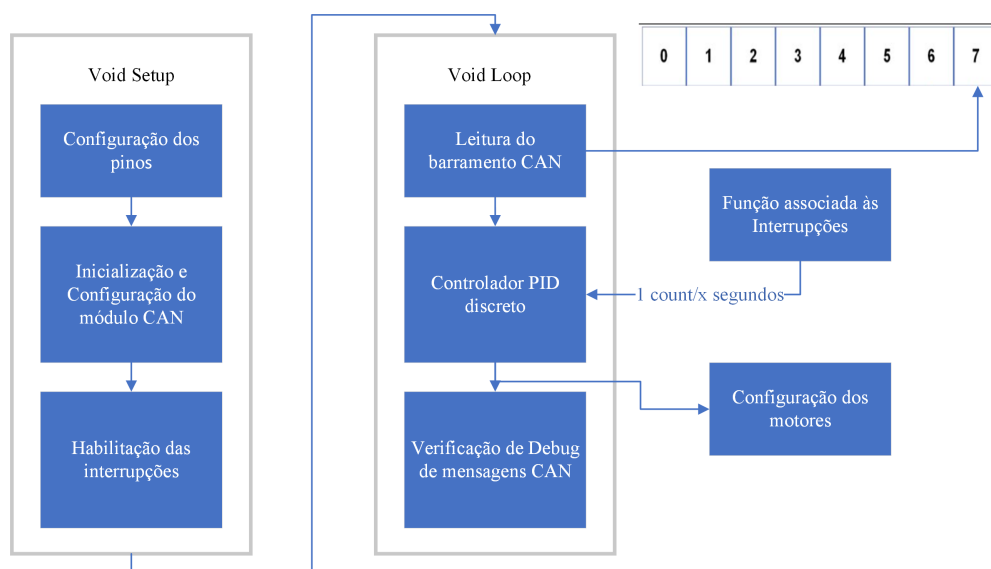 Void Setup
Configuração dos
pinos
Inicialização e
Configuração do
módulo CAN
Habilitação das
interrupções
Void Loop
Leitura do
barramento CAN
Controlador PID
discreto
Verificação de Debug
de mensagens CAN
0 1 2 3 4 5 6 7
Função associada às
Interrupções
1 count/x segundos
Configuração dos
motores